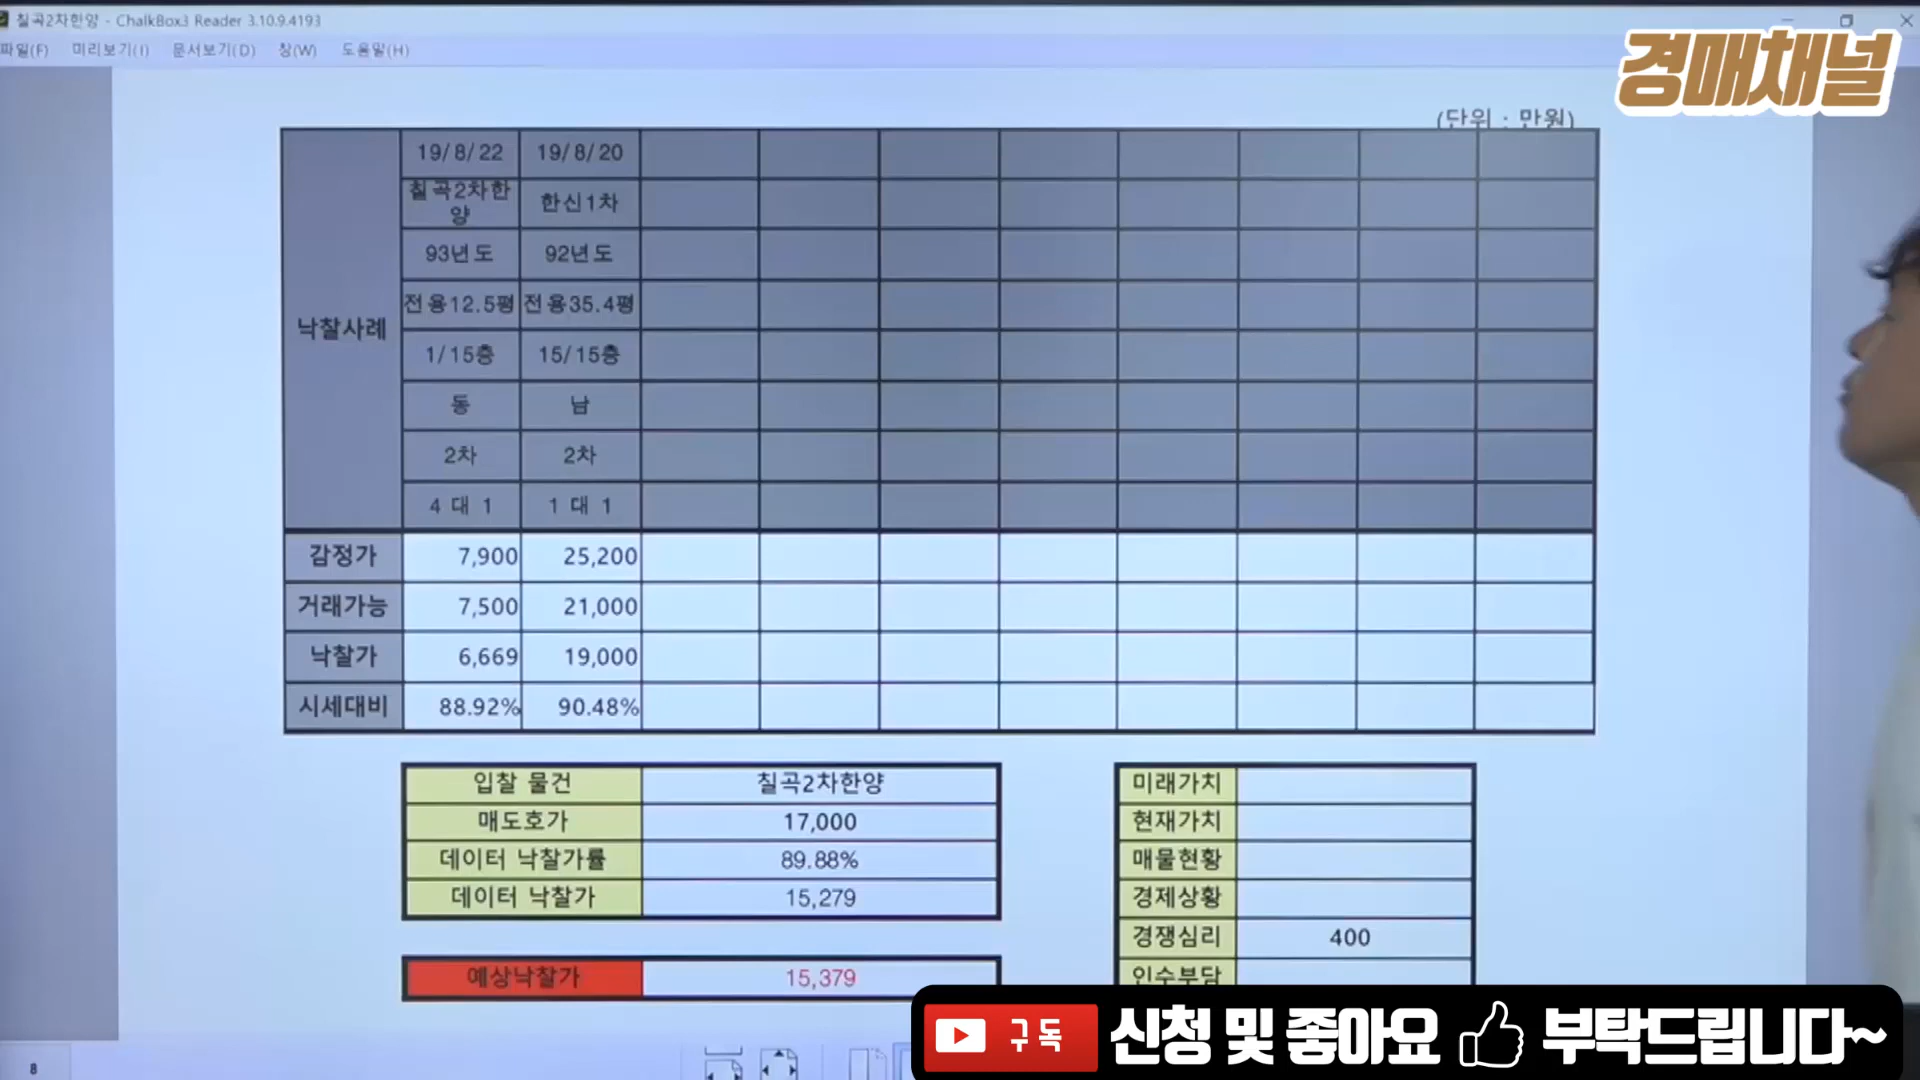 칠곡2차한양 - ChalkBox3 Reader 3.10.9.4193
파일(F) 미리보기(I) 문서보기(D) 창(W) 도움말(H)
경매채널
(단위 : 만원)
낙찰사례
19/8/22 19/8/20
칠곡2차한양 한신1차
93년도 92년도
전용12.5평 전용35.4평
1/15층 15/15층
동 남
2차 2차
4 대 1 1 대 1
감정가 7,900 25,200
거래가능 7,500 21,000
낙찰가 6,669 19,000
시세대비 88.92% 90.48%
입찰 물건 칠곡2차한양
매도호가 17,000
데이터 낙찰가률 89.88%
데이터 낙찰가 15,279
예상낙찰가 15,379
미래가치
현재가치
매물현황
경제상황
경쟁심리 400
인수부담
구독 신청 및 좋아요 부탁드립니다~
8